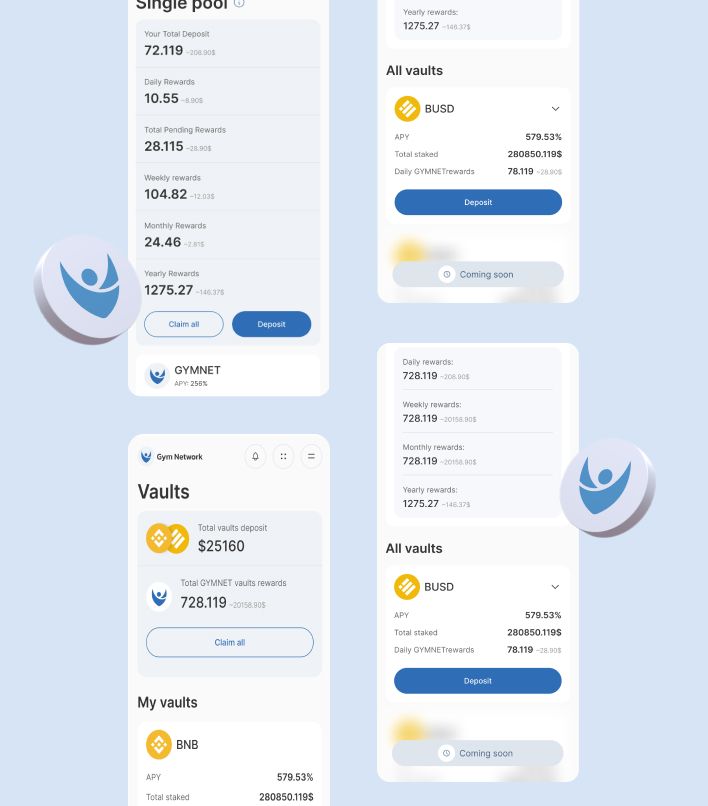 Single pool
Your Total Deposit
72.119 ~208.90$
Daily Rewards
10.55 ~8.90$
Total Pending Rewards
28.115 ~28.90$
Weekly rewards
104.82 ~12.03$
Monthly Rewards
24.46 ~2.81$
Yearly Rewards
1275.27 ~146.37$
Claim all
Deposit
GYMNET
APY: 256%
Gym Network
Vaults
Total vaults deposit
$25160
Total GYMNET vaults rewards
728.119 ~20158.90$
Claim all
My vaults
BNB
APY 579.53%
Total staked 280850.119$
Yearly rewards:
1275.27 ~146.37$
All vaults
BUSD
APY 579.53%
Total staked 280850.119$
Daily GYMNETrewards 78.119 ~28.90$
Deposit
Coming soon
Daily rewards:
728.119 ~208.90$
Weekly rewards:
728.119 ~20158.90$
Monthly rewards:
728.119 ~20158.90$
Yearly rewards:
1275.27 ~146.37$
All vaults
BUSD
APY 579.53%
Total staked 280850.119$
Daily GYMNETrewards 78.119 ~28.90$
Deposit
Coming soon